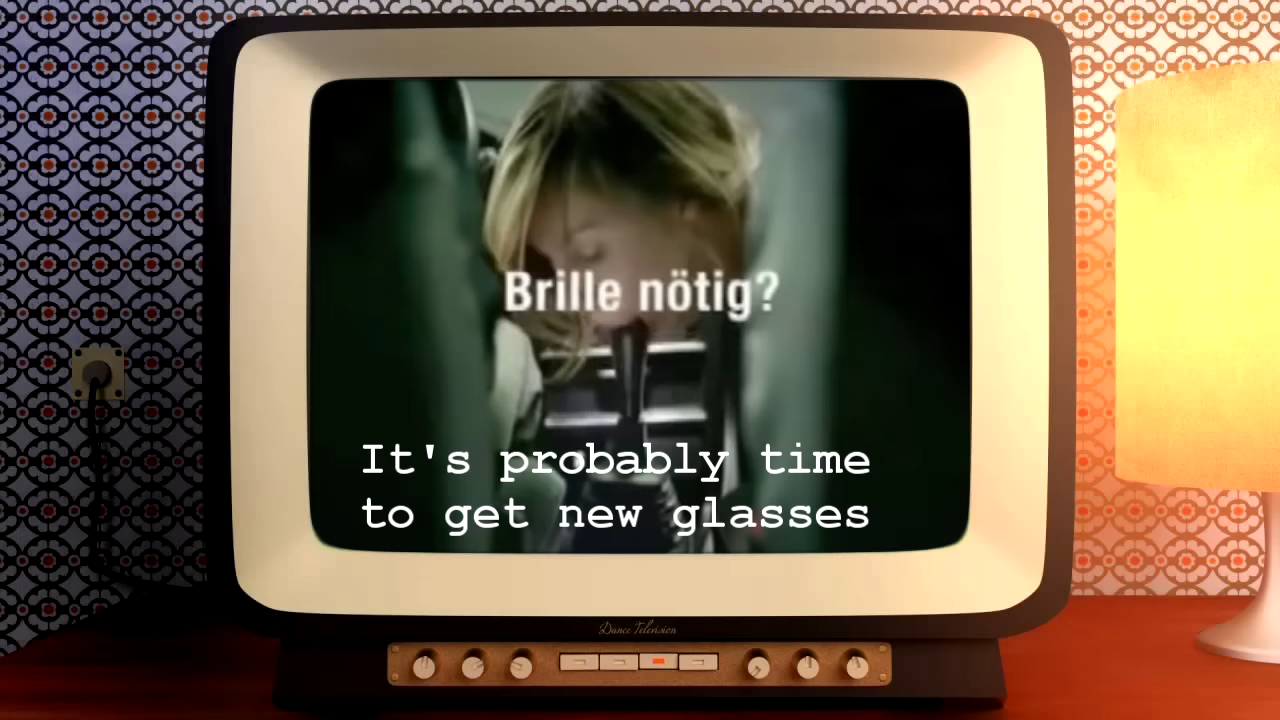 Brille nötig?
It's probably time
to get new glasses
Dance Television